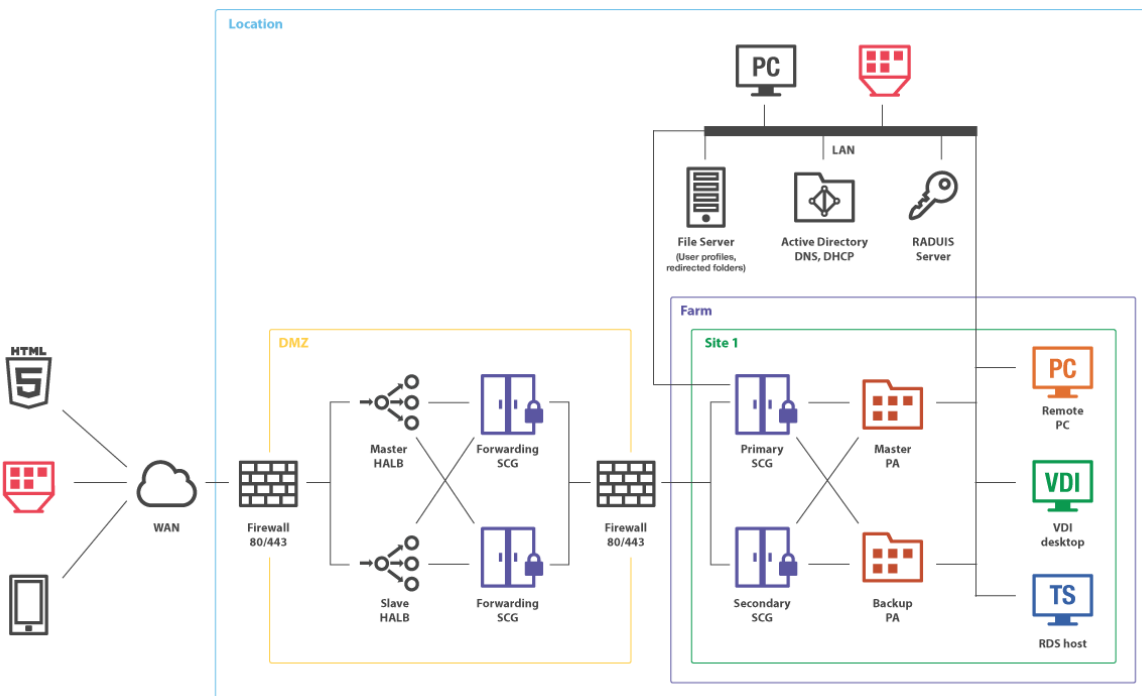 Location
PC
LAN
File Server
(User profiles,
redirected folders)
Active Directory
DNS, DHCP
RADUIS
Server
Farm
Site 1
DMZ
HTML
5
WAN
Firewall
80/443
Master
HALB
Forwarding
SCG
Slave
HALB
Forwarding
SCG
Firewall
80/443
Primary
SCG
Master
PA
Secondary
SCG
Backup
PA
PC
Remote
PC
VDI
VDI
desktop
TS
RDS host